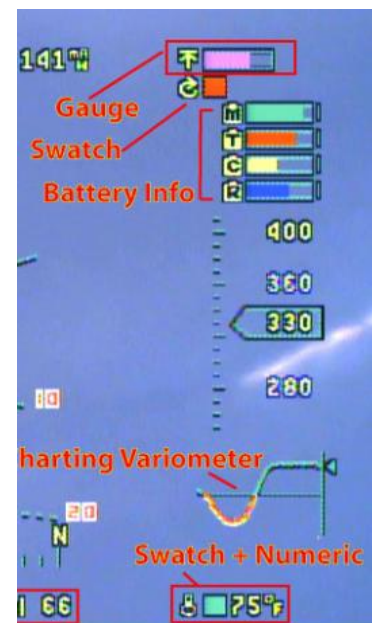 141
Gauge
Swatch
M
T
Battery Info
C
R
400
360
330
10
280
harting Variometer
20
N
Swatch + Numeric
66
75°F